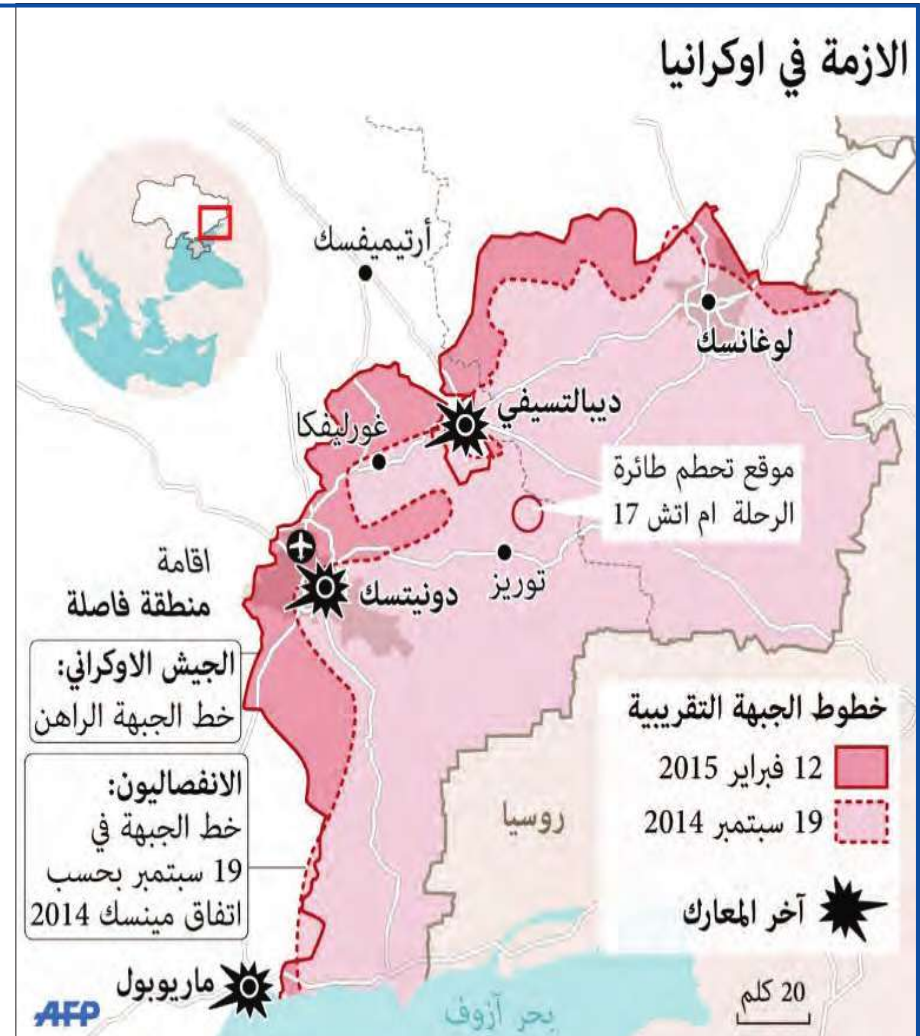 الازمة في اوكرانيا
أرتيميفسك
لوغانسك
ديبالتسيفي
غورليفكا
موقع تحطم طائرة
الرحلة ام اتش 17
توريز
دونيتسك
اقامة
منطقة فاصلة
الجيش الاوكراني:
خط الجبهة الراهن
الانفصاليون:
خط الجبهة في
19 سبتمبر بحسب
اتفاق مينسك 2014
خطوط الجبهة التقريبية
12 فبراير 2015
19 سبتمبر 2014
آخر المعارك
روسيا
ماريوبول
بحر آزوف
20 كلم
AFP